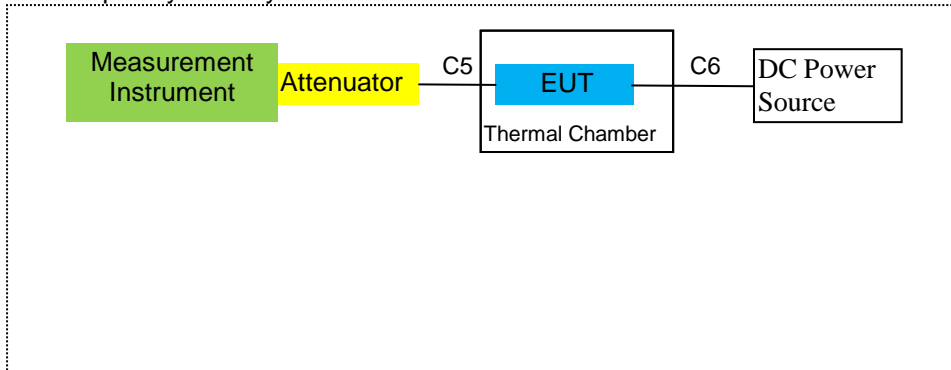 Measurement
Instrument
Attenuator
C5
EUT
Thermal Chamber
C6
DC Power
Source